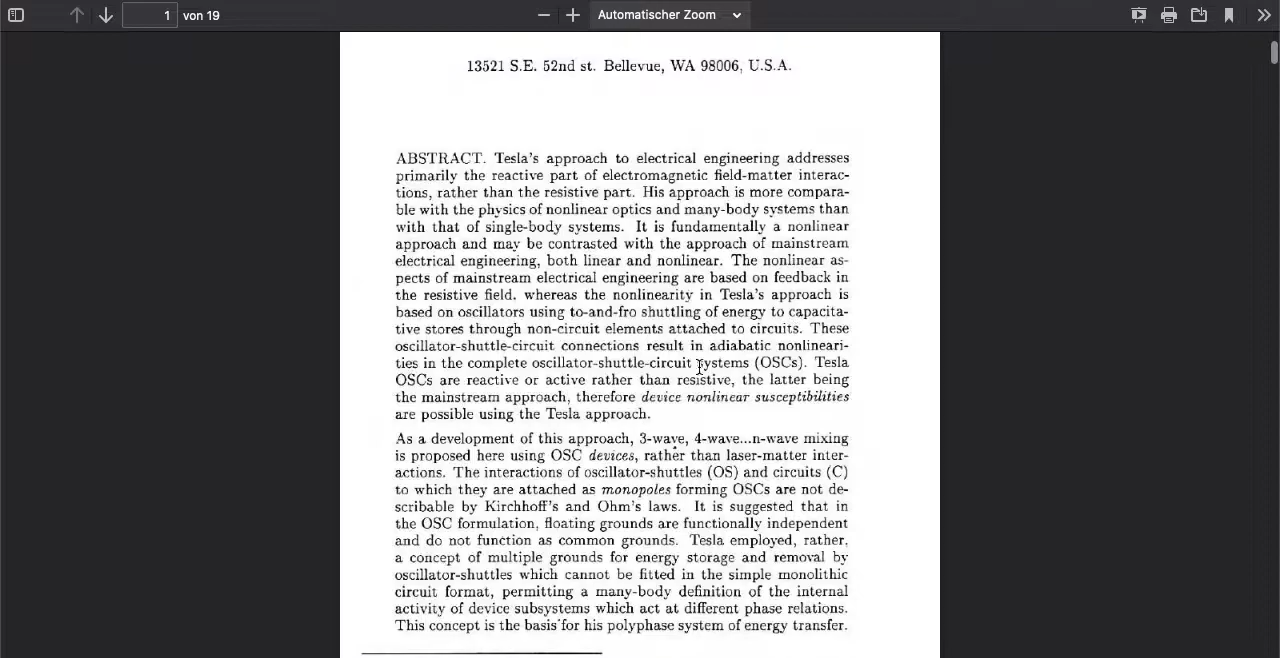 1 von 19 Automatischer Zoom
13521 S.E. 52nd st. Bellevue, WA 98006, U.S.A.
ABSTRACT. Tesla's approach to electrical engineering addresses
primarily the reactive part of electromagnetic field-matter interac-
tions, rather than the resistive part. His approach is more compara-
ble with the physics of nonlinear optics and many-body systems than
with that of single-body systems. It is fundamentally a nonlinear
approach and may be contrasted with the approach of mainstream
electrical engineering, both linear and nonlinear. The nonlinear as-
pects of mainstream electrical engineering are based on feedback in
the resistive field, whereas the nonlinearity in Tesla's approach is
based on oscillators using to-and-fro shuttling of energy to capacita-
tive stores through non-circuit elements attached to circuits. These
oscillator-shuttle-circuit connections result in adiabatic nonlineari-
ties in the complete oscillator-shuttle-circuit systems (OSCs). Tesla
OSCs are reactive or active rather than resistive, the latter being
the mainstream approach, therefore device nonlinear susceptibilities
are possible using the Tesla approach.
As a development of this approach, 3-wave, 4-wave...n-wave mixing
is proposed here using OSC devices, rather than laser-matter inter-
actions. The interactions of oscillator-shuttles (OS) and circuits (C)
to which they are attached as monopoles forming OSCs are not de-
scribable by Kirchhoff's and Ohm's laws. It is suggested that in
the OSC formulation, floating grounds are functionally independent
and do not function as common grounds. Tesla employed, rather,
a concept of multiple grounds for energy storage and removal by
oscillator-shuttles which cannot be fitted in the simple monolithic
circuit format, permitting a many-body definition of the internal
activity of device subsystems which act at different phase relations.
This concept is the basis for his polyphase system of energy transfer.